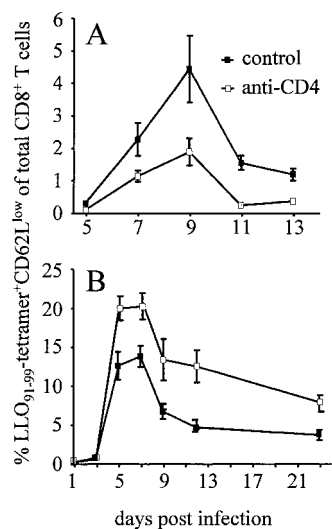 A
control
anti-CD4
6
5
4
3
2
1
0
5 7 9 11 13
B
25
20
15
10
5
0
1 5 9 13 17 21
days post infection
% LLO91-99-tetramer+CD62Llow of total CD8+ T cells